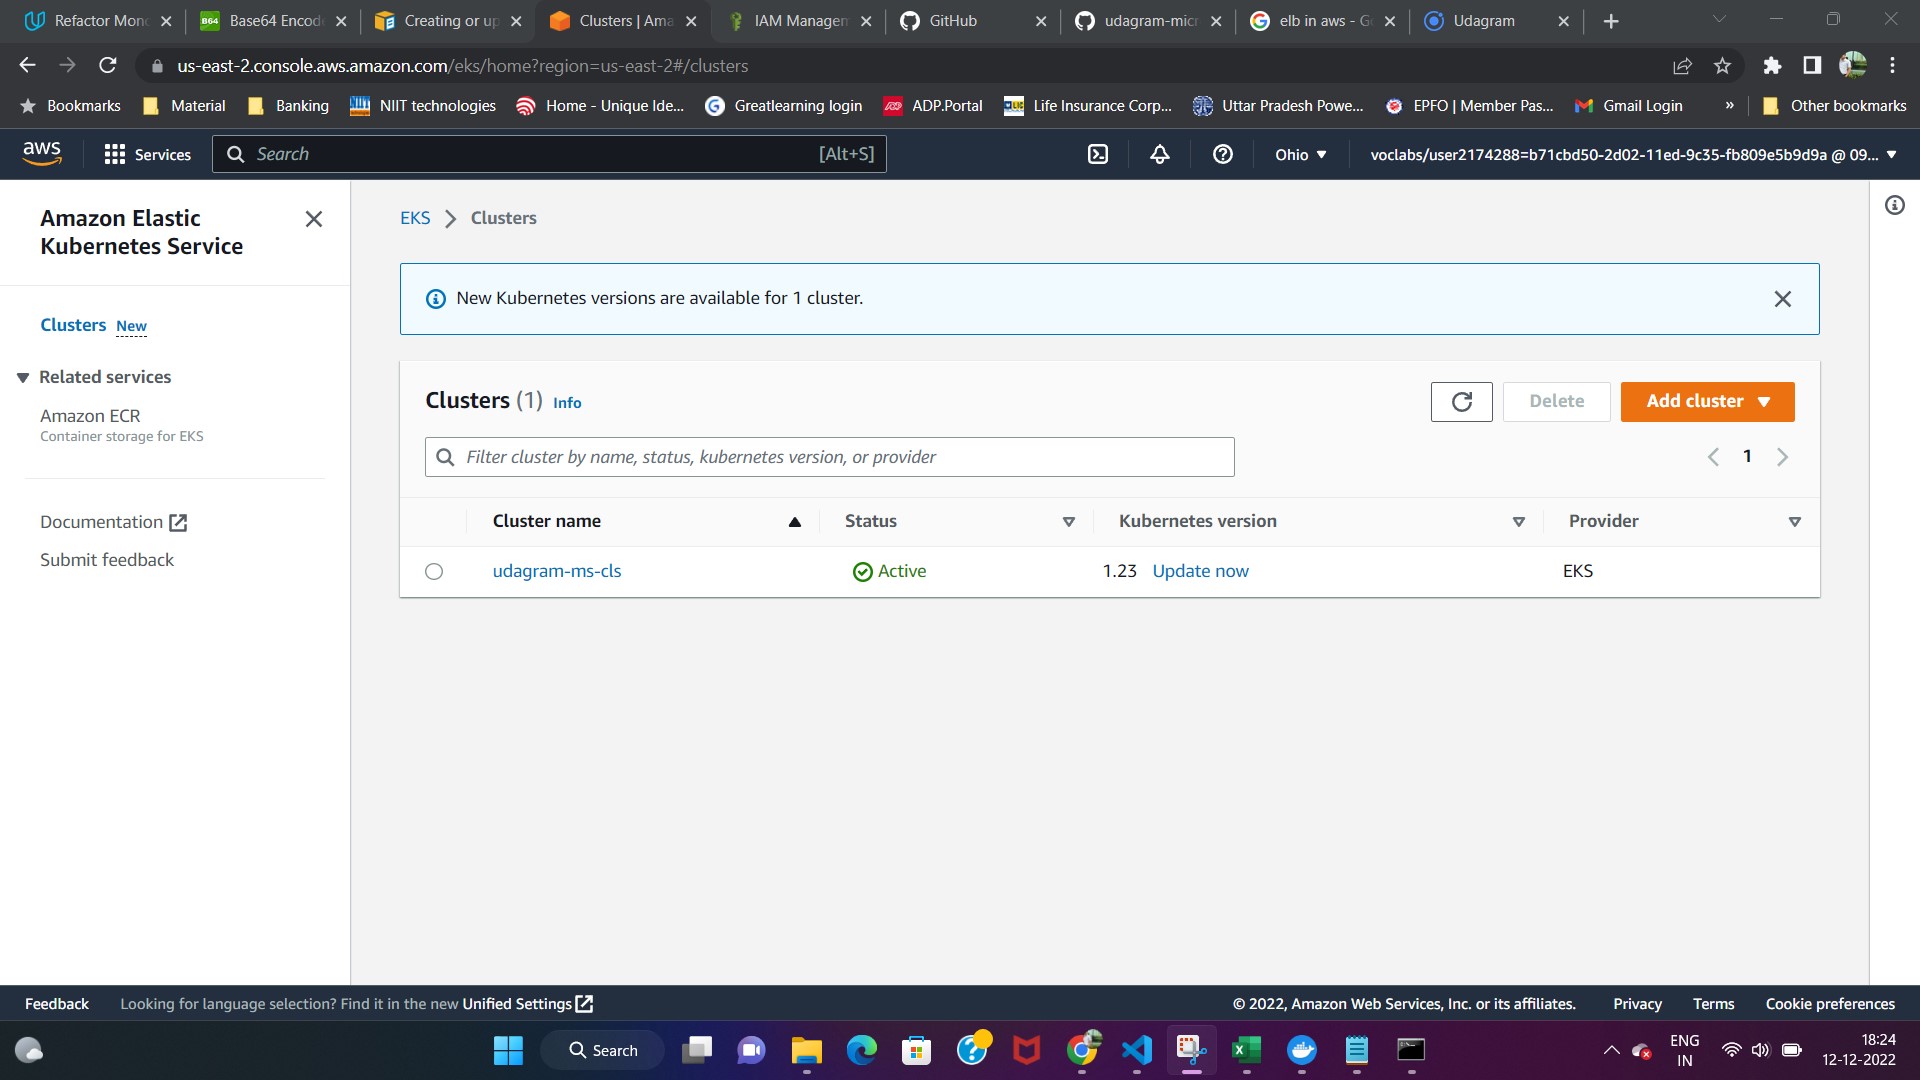 Refactor Mono
Base64 Encod
Creating or up
Clusters | Ama
IAM Managem
GitHub
udagram-micr
elb in aws - Go
Udagram
us-east-2.console.aws.amazon.com/eks/home?region=us-east-2#/clusters
Bookmarks
Material
Banking
NIIT technologies
Home - Unique Ide...
Greatlearning login
ADP.Portal
Life Insurance Corp...
Uttar Pradesh Powe...
EPFO | Member Pas...
Gmail Login
»
Other bookmarks
aws
Services
Search
[Alt+S]
Ohio
voclabs/user2174288=b71cbd50-2d02-11ed-9c35-fb809e5b9d9a @ 09...
Amazon Elastic
Kubernetes Service
Clusters New
Related services
Amazon ECR
Container storage for EKS
Documentation
Submit feedback
EKS
Clusters
New Kubernetes versions are available for 1 cluster.
Clusters (1) Info
Delete
Add cluster
Filter cluster by name, status, kubernetes version, or provider
1
Cluster name
Status
Kubernetes version
Provider
udagram-ms-cls
Active
1.23 Update now
EKS
Feedback
Looking for language selection? Find it in the new Unified Settings
© 2022, Amazon Web Services, Inc. or its affiliates.
Privacy
Terms
Cookie preferences
Search
ENG
IN
18:24
12-12-2022